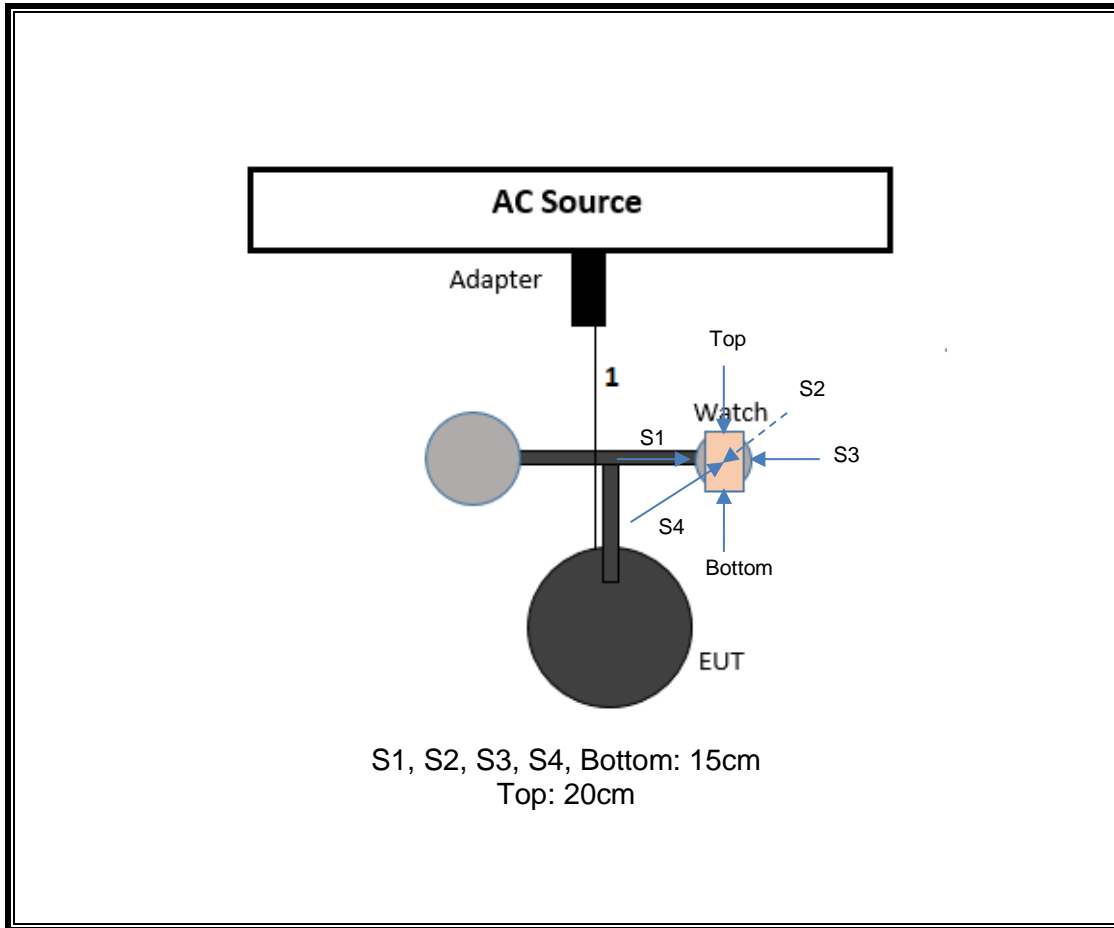 AC Source
Adapter
Top
1
S2
Watch
S1
S3
S4
Bottom
EUT
S1, S2, S3, S4, Bottom: 15cm
Top: 20cm